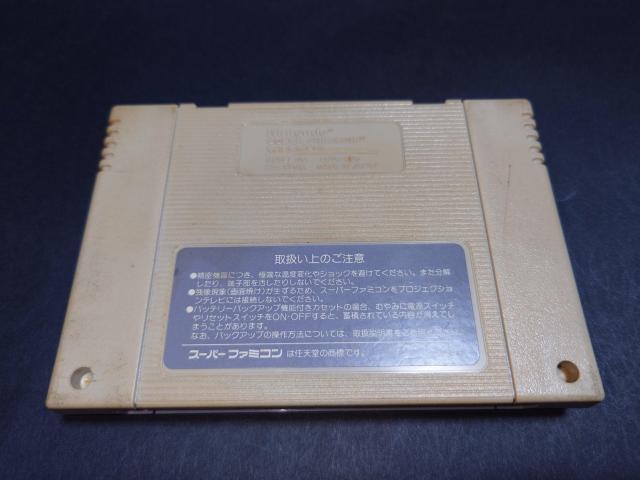 Nintendo
取扱い上のご注意
●精密機器につき、極端な温度変化やショックを避けてください。また分解
したり、端子部を汚したりしないでください。
●残像現象(画面焼け)が生ずるため、スーパーファミコンをプロジェクショ
ンテレビには接続しないでください。
●バッテリーバックアップ機能付きカセットの場合、むやみに電源スイッチ
やリセットスイッチをON・OFFすると、蓄積されている内容が消えてし
まうことがあります。
なお、バックアップの操作方法については、取扱説明書をご参照ください。
スーパーファミコン は任天堂の商標です。